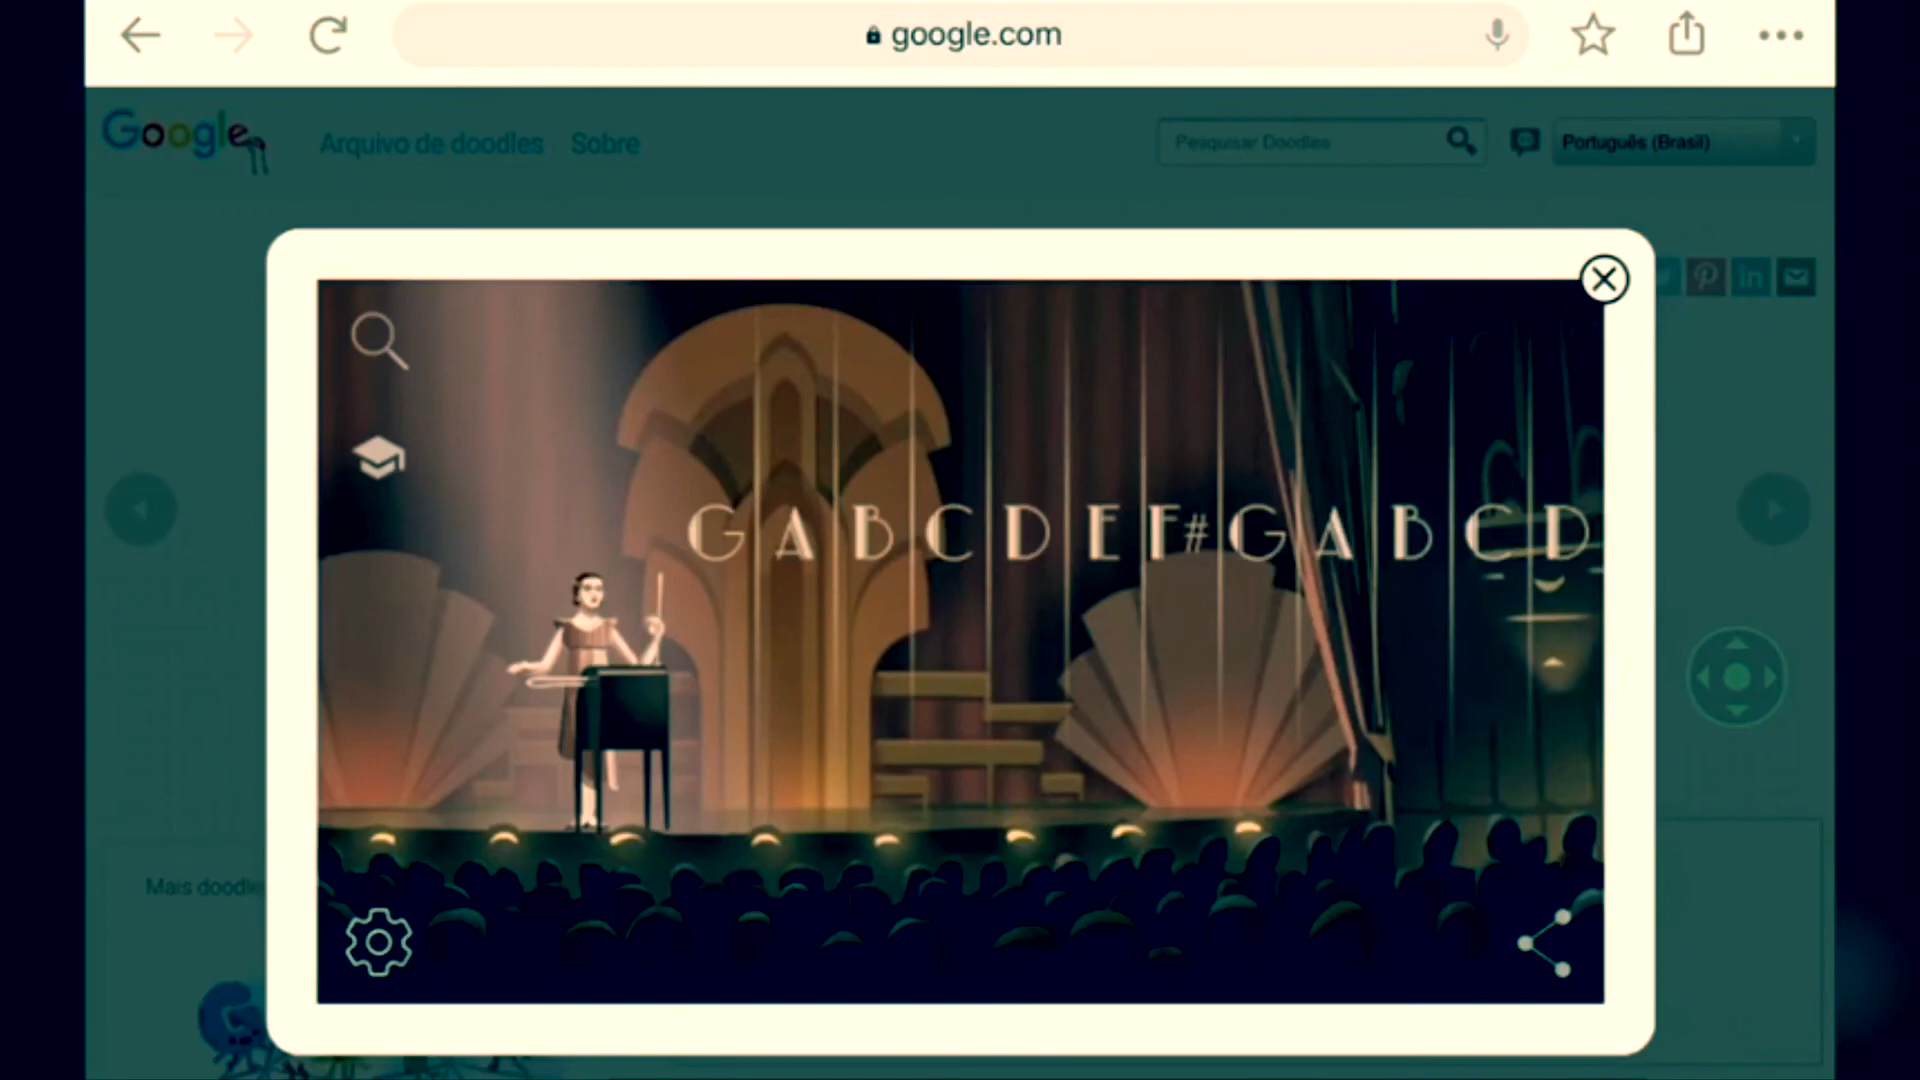 google.com
Google
Arquivo de doodles Sobre
Pesquisar Doodles
Português (Brasil)
G A B C D E F# G A B C D
Mais doodle